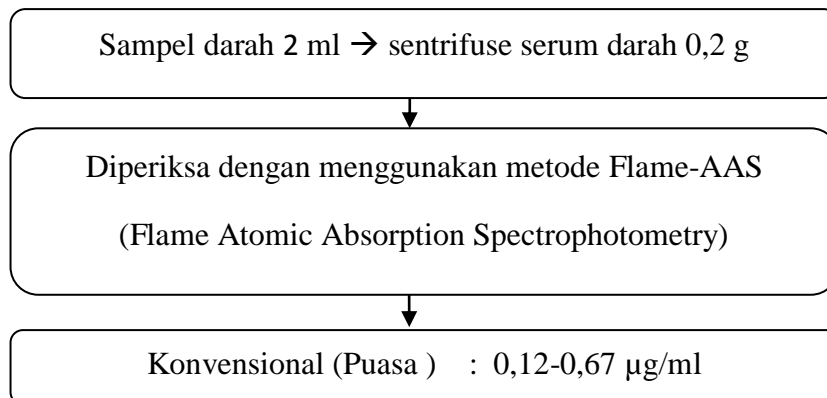 Sampel darah 2 ml → sentrifuse serum darah 0,2 g
Diperiksa dengan menggunakan metode Flame-AAS
(Flame Atomic Absorption Spectrophotometry)
Konvensional (Puasa ) : 0,12-0,67 µg/ml